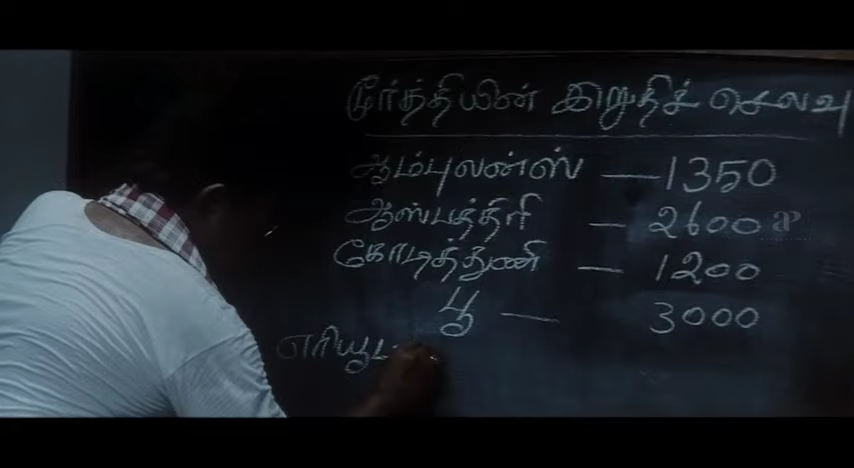 மூர்த்தியின் இறுதிச் செலவு
ஆம்புலன்ஸ் — 1350
ஆஸ்பத்திரி – 2600
கோடித்துணி — 1200
பூ — 3000
எரியூட